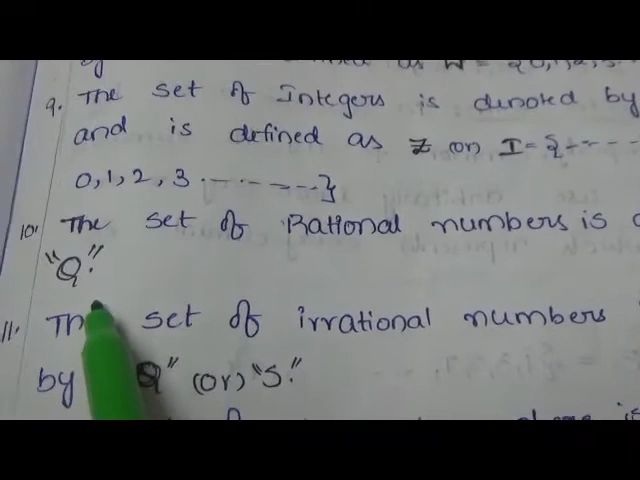 9. The set of Integers is denoted by
and is defined as Z (or) I = {-----
0, 1, 2, 3 ---------}
10. The set of Rational numbers is
"Q".
11. The set of irrational numbers
by Q" (or) "S."